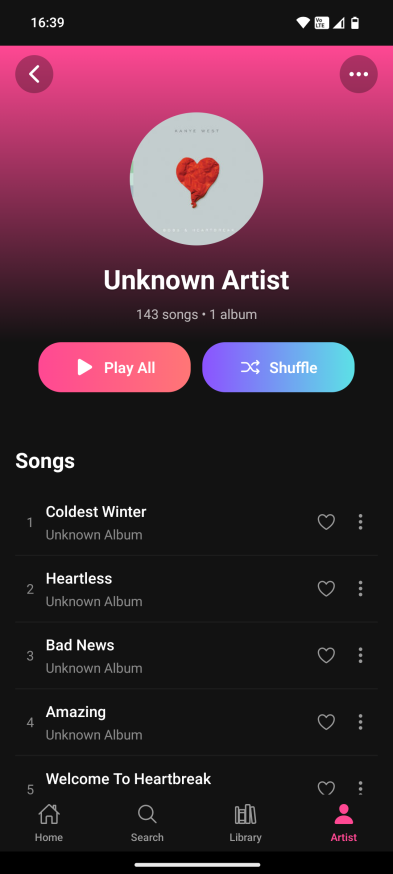 16:39
Vo
LTE
KANYE WEST
808S & HEARTBREAK
Unknown Artist
143 songs • 1 album
Play All
Shuffle
Songs
1
Coldest Winter
Unknown Album
2
Heartless
Unknown Album
3
Bad News
Unknown Album
4
Amazing
Unknown Album
5
Welcome To Heartbreak
Home
Search
Library
Artist